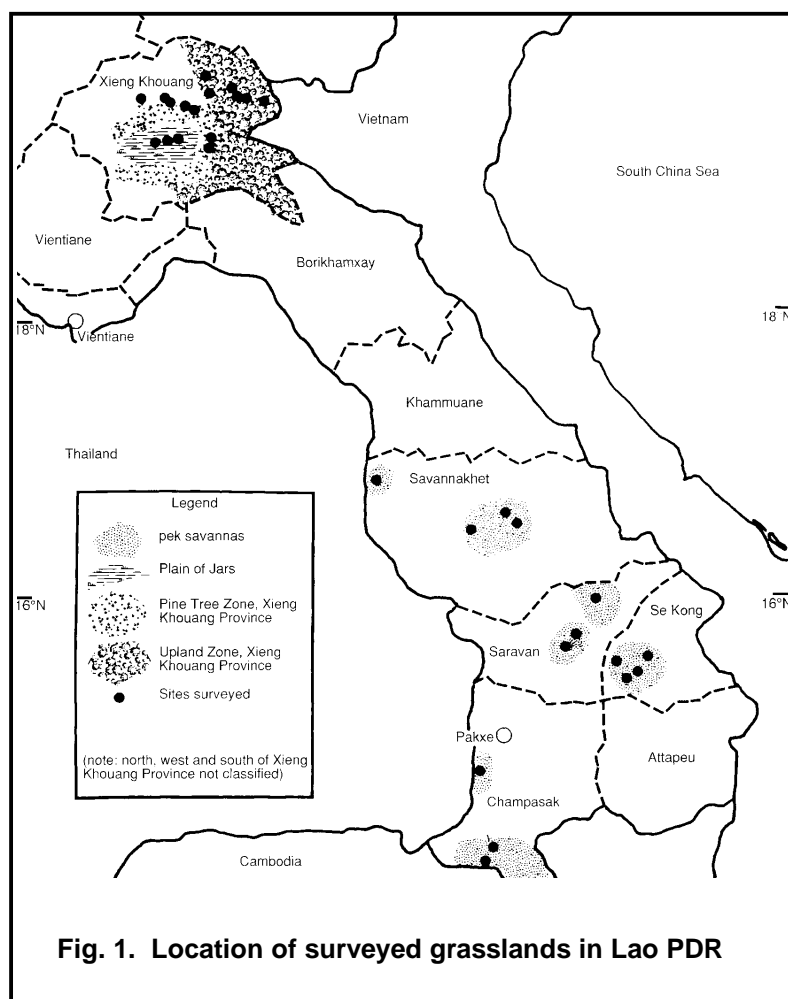 Xieng Khouang
Vietnam
South China Sea
Vientiane
Borikhamxay
18°N
18°N
Vientiane
Khammuane
Thailand
Savannakhet
Legend
pek savannas
Plain of Jars
Pine Tree Zone, Xieng
Khouang Province
Upland Zone, Xieng
Khouang Province
Sites surveyed
(note: north, west and south of Xieng
Khouang Province not classified)
16°N
16°N
Se Kong
Saravan
Pakxe
Attapeu
Champasak
Cambodia
Fig. 1. Location of surveyed grasslands in Lao PDR